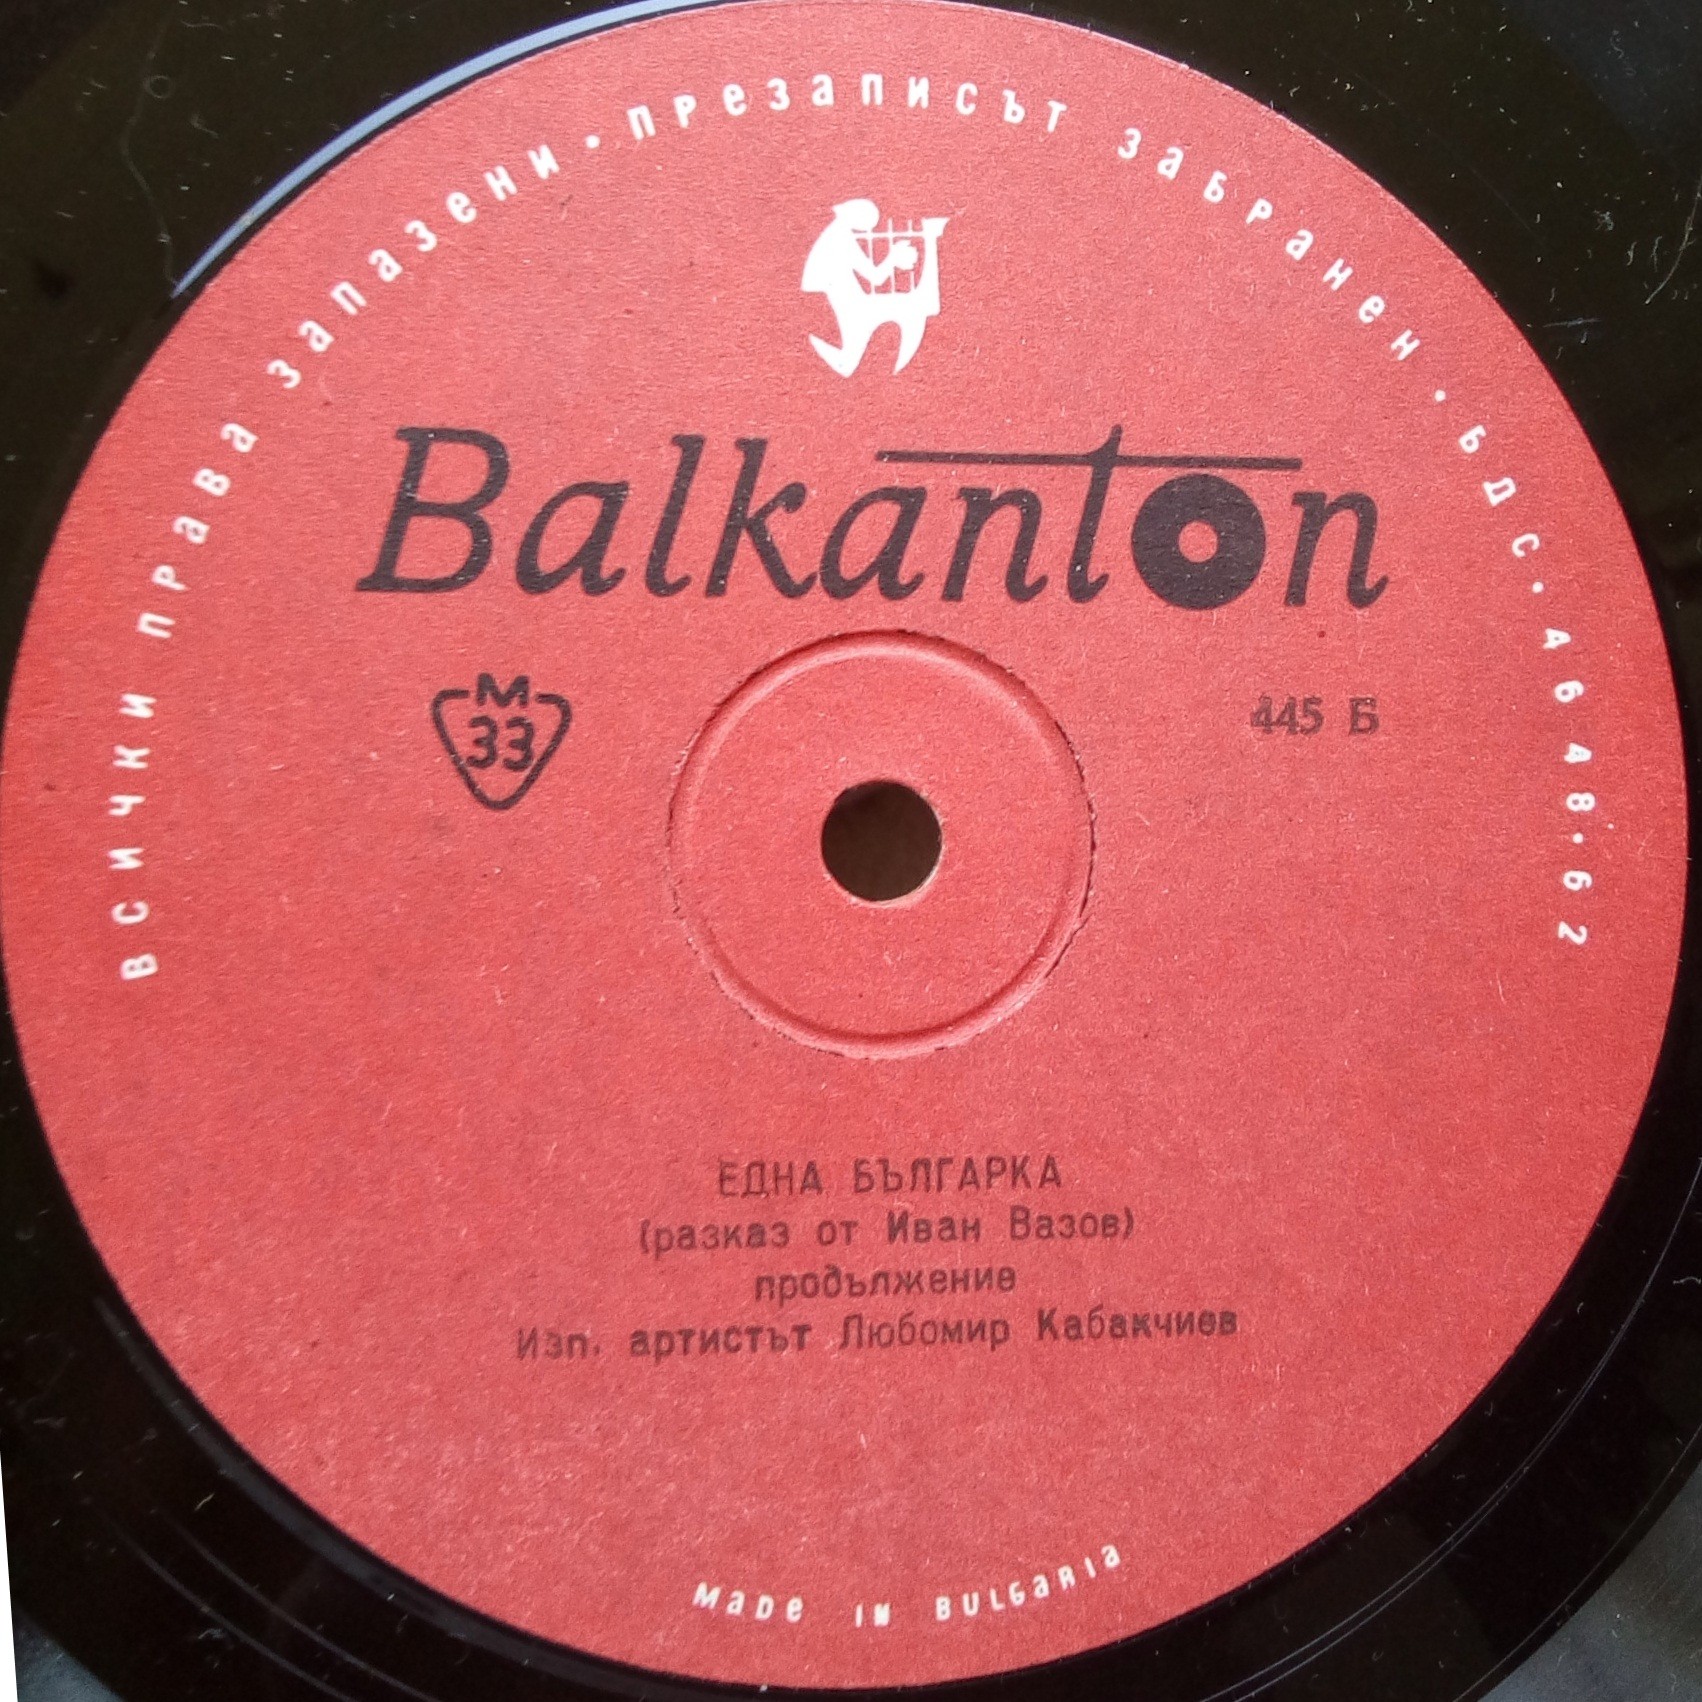 всички права запазени • презаписът забранен • БДС • 4648 • 62
Balkanton
М
33
445 Б
ЕДНА БЪЛГАРКА
(разказ от Иван Вазов)
продължение
Изп. артистът Любомир Кабакчиев
MADE IN BULGARIA